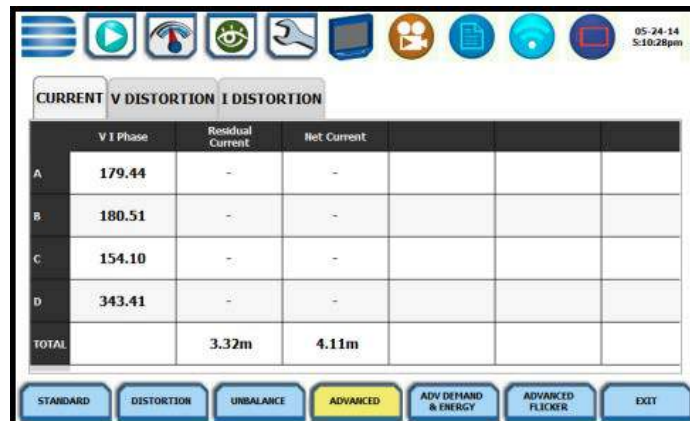 05-24-14
5:10:28pm
CURRENT V DISTORTION I DISTORTION
V I Phase Residual Current Net Current
A 179.44 - -
B 180.51 - -
C 154.10 - -
D 343.41 - -
TOTAL 3.32m 4.11m
STANDARD DISTORTION UNBALANCE ADVANCED ADV DEMAND & ENERGY ADVANCED FLICKER EXIT